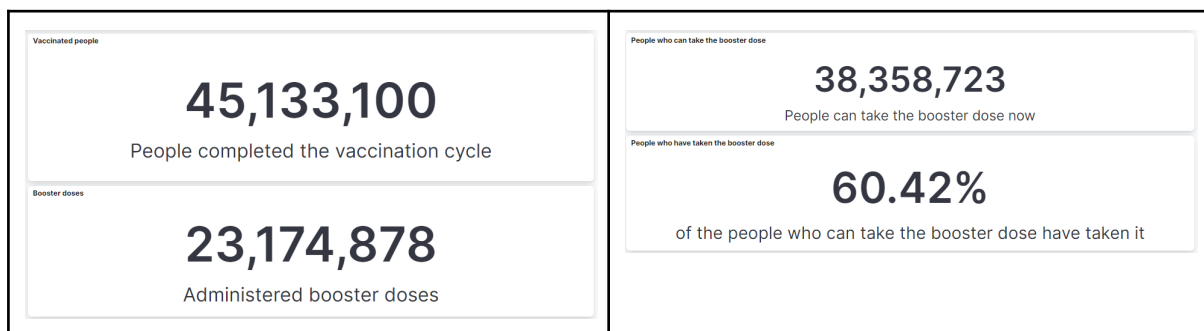 Vaccinated people
45,133,100
People completed the vaccination cycle
Booster doses
23,174,878
Administered booster doses
People who can take the booster dose
38,358,723
People can take the booster dose now
People who have taken the booster dose
60.42%
of the people who can take the booster dose have taken it